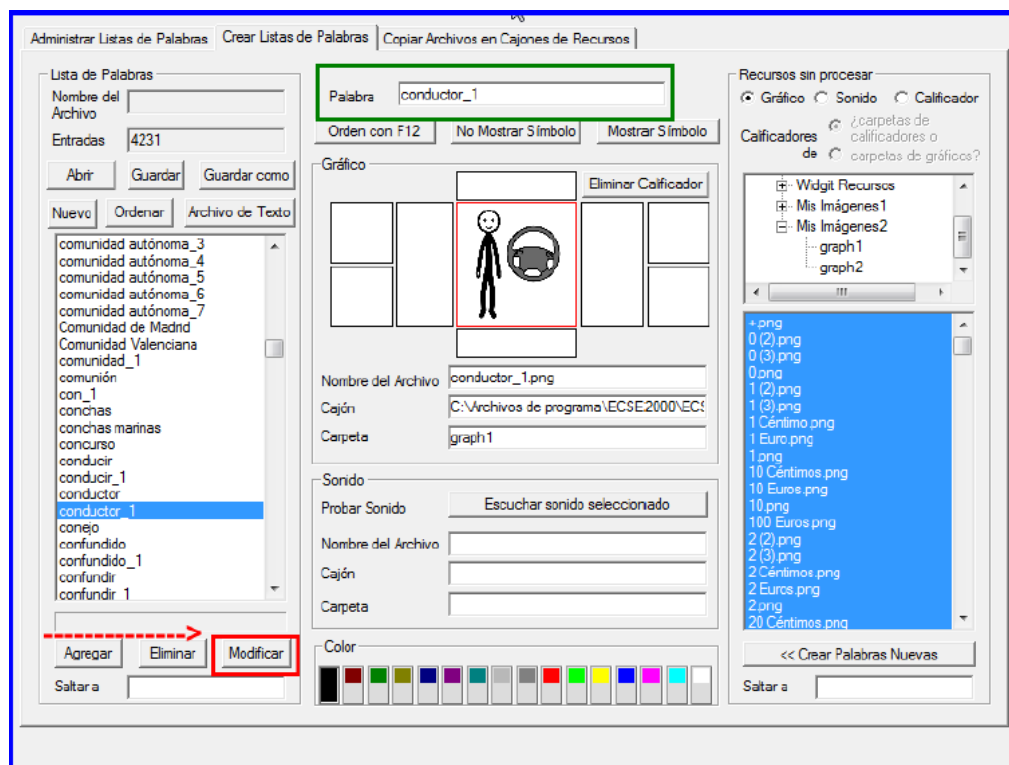 Administrar Listas de Palabras
Crear Listas de Palabras
Copiar Archivos en Cajones de Recursos
Lista de Palabras
Nombre del
Archivo
Entradas
4231
Abrir
Guardar
Guardar como
Nuevo
Ordenar
Archivo de Texto
comunidad autónoma_3
comunidad autónoma_4
comunidad autónoma_5
comunidad autónoma_6
comunidad autónoma_7
Comunidad de Madrid
Comunidad Valenciana
comunidad_1
comunión
con_1
conchas
conchas marinas
concurso
conducir
conducir_1
conductor
conductor_1
conejo
confundido
confundido_1
confundir
confundir_1
Agregar
Eliminar
Modificar
Saltar a
Palabra
conductor_1
Orden con F12
No Mostrar Símbolo
Mostrar Símbolo
Gráfico
Eliminar Calificador
Nombre del Archivo
conductor_1.png
Cajón
C:\Archivos de programa\ECSE2000\ECS
Carpeta
graph1
Sonido
Probar Sonido
Escuchar sonido seleccionado
Nombre del Archivo
Cajón
Carpeta
Color
Recursos sin procesar
Gráfico
Sonido
Calificador
Calificadores
de
¿carpetas de
calificadores o
carpetas de gráficos?
Widgit Recursos
Mis Imágenes1
Mis Imágenes2
graph1
graph2
+.png
0 (2).png
0 (3).png
0.png
1 (2).png
1 (3).png
1 Céntimo.png
1 Euro.png
1.png
10 Céntimos.png
10 Euros.png
10.png
100 Euros.png
2 (2).png
2 (3).png
2 Céntimos.png
2 Euros.png
2.png
20 Céntimos.png
<< Crear Palabras Nuevas
Saltar a